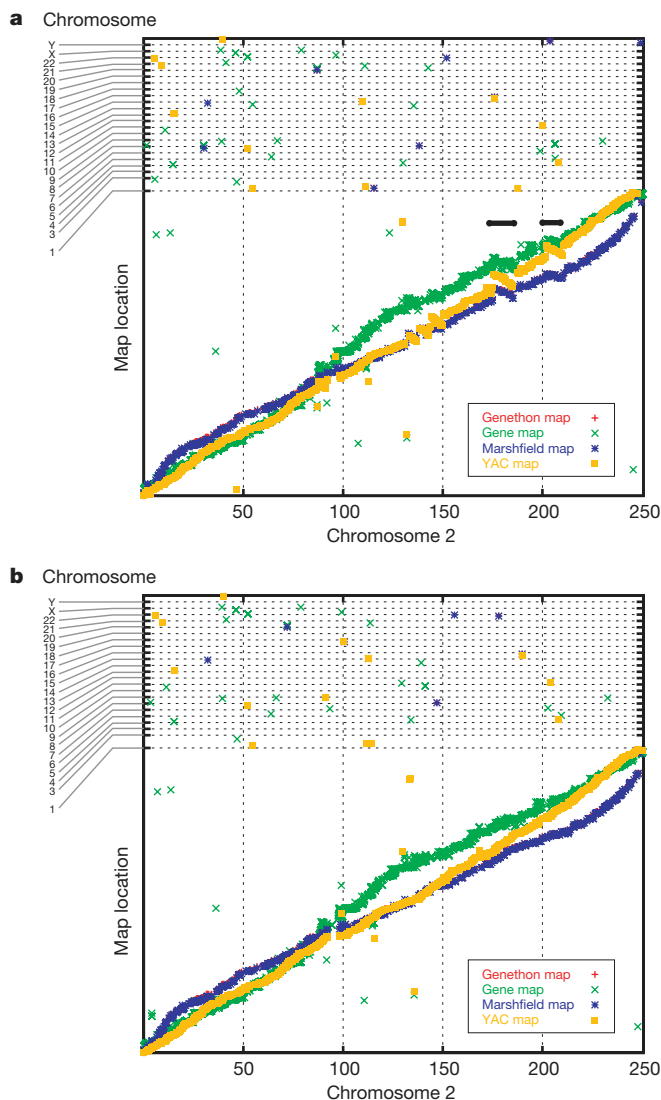 a Chromosome
Y
X
22
21
20
19
18
17
16
15
14
13
12
11
10
9
8
7
6
5
4
3
1
Map location
Genethon map
Gene map
Marshfield map
YAC map
50 100 150 200 250
Chromosome 2
b Chromosome
Y
X
22
21
20
19
18
17
16
15
14
13
12
11
10
9
8
7
6
5
4
3
1
Map location
Genethon map
Gene map
Marshfield map
YAC map
50 100 150 200 250
Chromosome 2